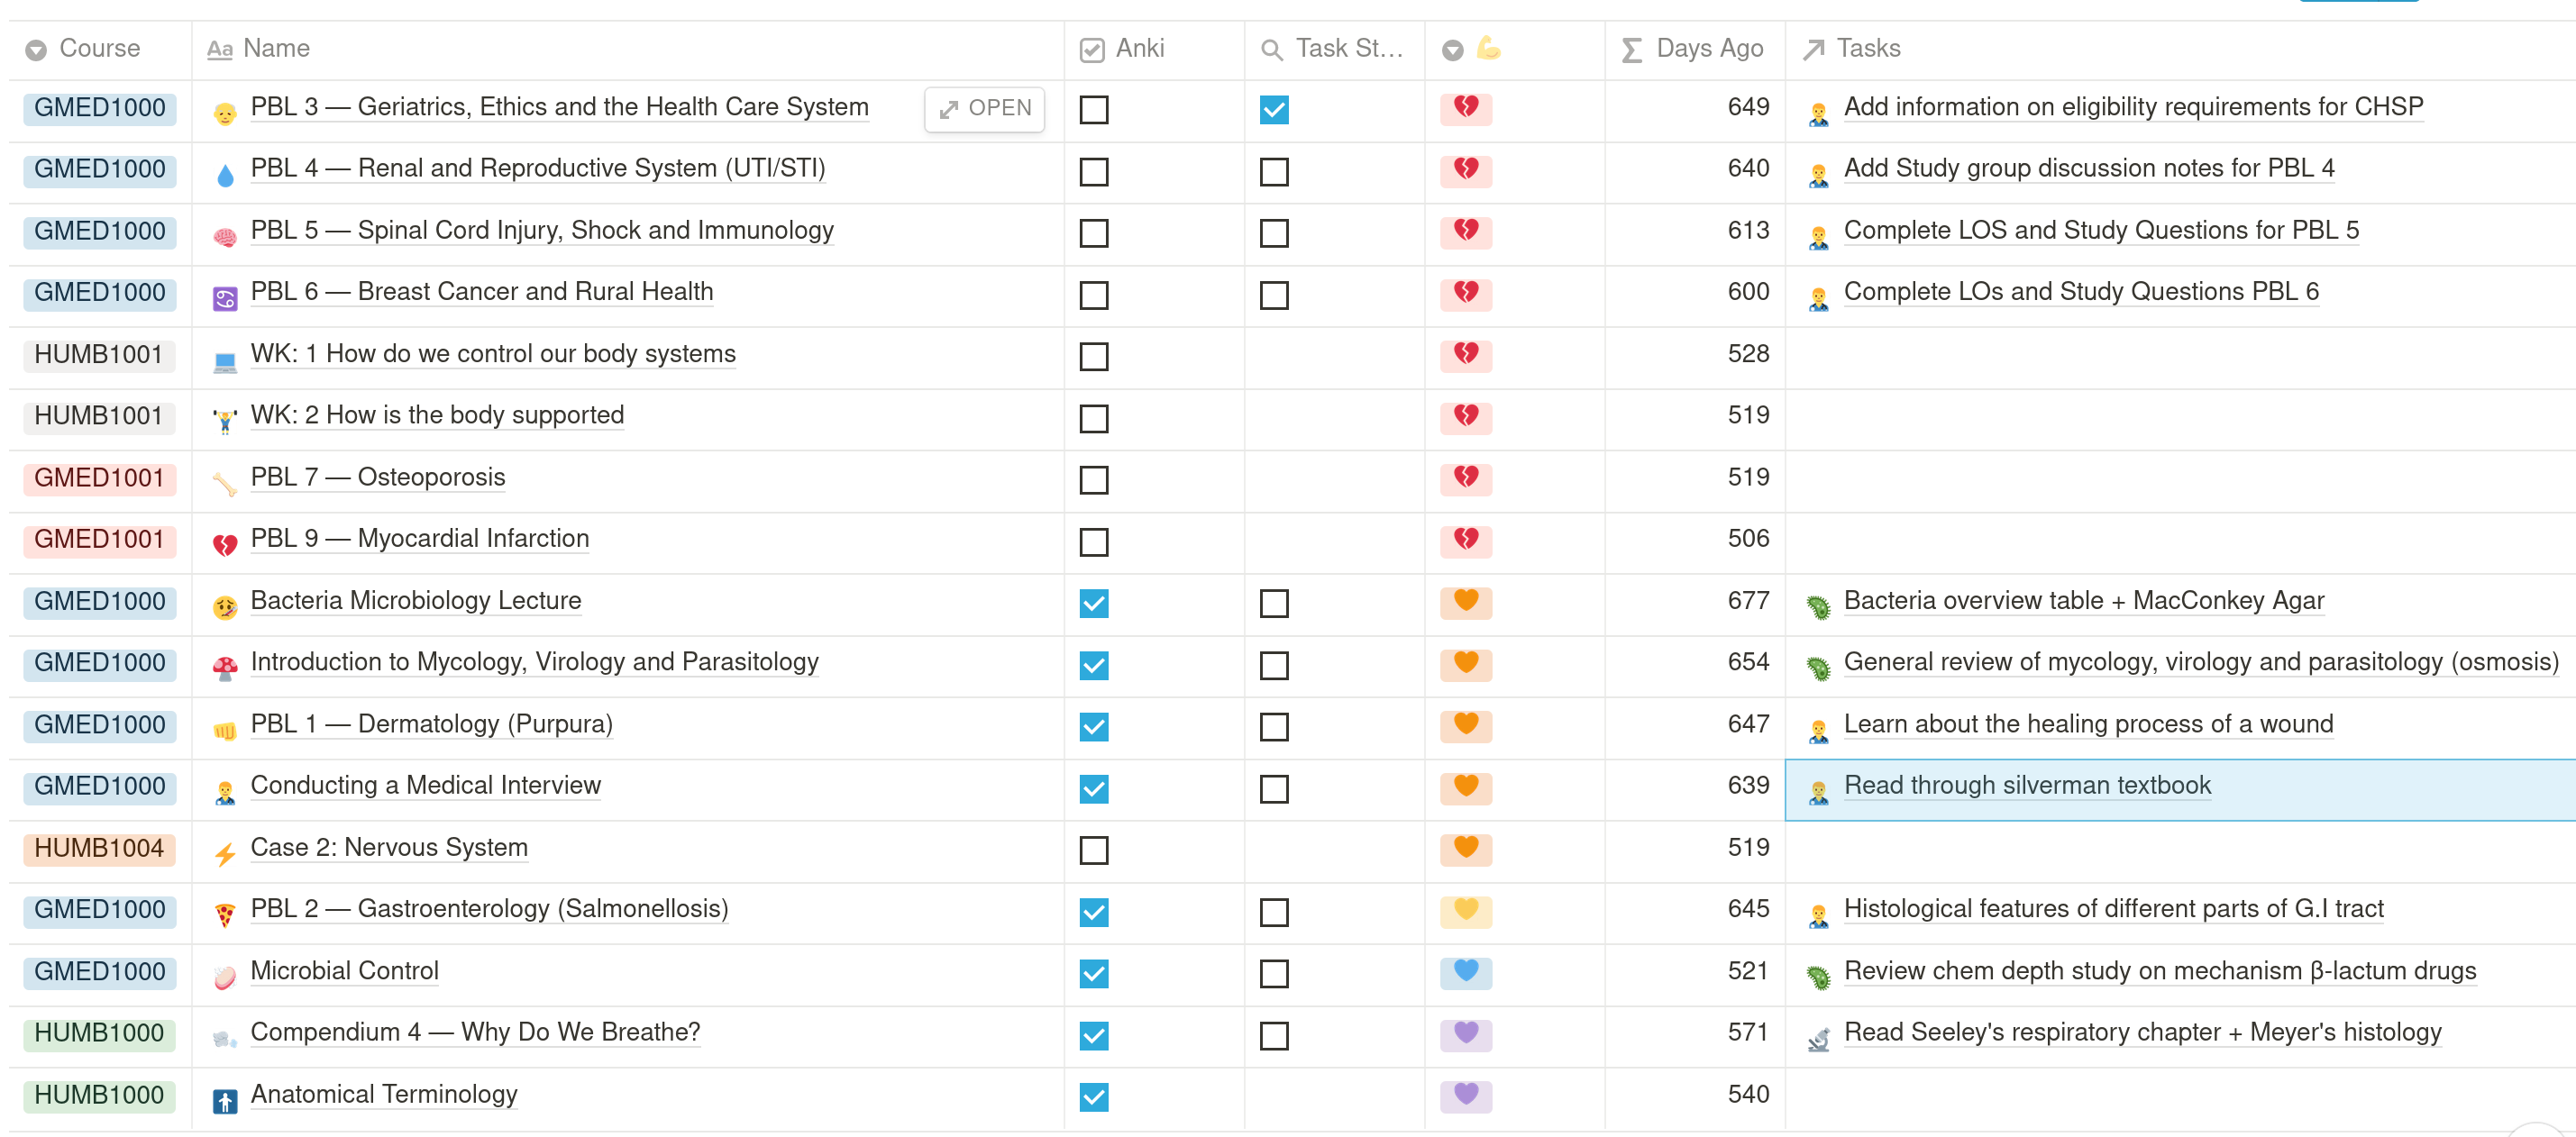 Course Aa Name Anki Task St... Days Ago Tasks
GMED1000 PBL 3 — Geriatrics, Ethics and the Health Care System OPEN 649 Add information on eligibility requirements for CHSP
GMED1000 PBL 4 — Renal and Reproductive System (UTI/STI) 640 Add Study group discussion notes for PBL 4
GMED1000 PBL 5 — Spinal Cord Injury, Shock and Immunology 613 Complete LOS and Study Questions for PBL 5
GMED1000 PBL 6 — Breast Cancer and Rural Health 600 Complete LOs and Study Questions PBL 6
HUMB1001 WK: 1 How do we control our body systems 528
HUMB1001 WK: 2 How is the body supported 519
GMED1001 PBL 7 — Osteoporosis 519
GMED1001 PBL 9 — Myocardial Infarction 506
GMED1000 Bacteria Microbiology Lecture 677 Bacteria overview table + MacConkey Agar
GMED1000 Introduction to Mycology, Virology and Parasitology 654 General review of mycology, virology and parasitology (osmosis)
GMED1000 PBL 1 — Dermatology (Purpura) 647 Learn about the healing process of a wound
GMED1000 Conducting a Medical Interview 639 Read through silverman textbook
HUMB1004 Case 2: Nervous System 519
GMED1000 PBL 2 — Gastroenterology (Salmonellosis) 645 Histological features of different parts of G.I tract
GMED1000 Microbial Control 521 Review chem depth study on mechanism β-lactum drugs
HUMB1000 Compendium 4 — Why Do We Breathe? 571 Read Seeley's respiratory chapter + Meyer's histology
HUMB1000 Anatomical Terminology 540